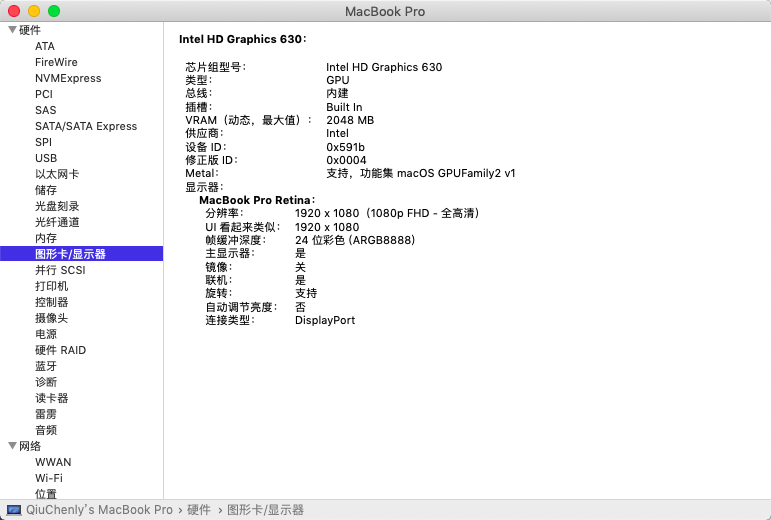 MacBook Pro
硬件
ATA
FireWire
NVMExpress
PCI
SAS
SATA/SATA Express
SPI
USB
以太网卡
储存
光盘刻录
光纤通道
内存
图形卡/显示器
并行 SCSI
打印机
控制器
摄像头
电源
硬件 RAID
蓝牙
诊断
读卡器
雷雳
音频
网络
WWAN
Wi-Fi
位置
Intel HD Graphics 630：
芯片组型号： Intel HD Graphics 630
类型： GPU
总线： 内建
插槽： Built In
VRAM（动态，最大值）： 2048 MB
供应商： Intel
设备 ID： 0x591b
修正版 ID： 0x0004
Metal： 支持，功能集 macOS GPUFamily2 v1
显示器：
MacBook Pro Retina：
分辨率： 1920 x 1080（1080p FHD - 全高清）
UI 看起来类似： 1920 x 1080
帧缓冲深度： 24 位彩色 (ARGB8888)
主显示器： 是
镜像： 关
联机： 是
旋转： 支持
自动调节亮度： 否
连接类型： DisplayPort
QiuChenly's MacBook Pro › 硬件 › 图形卡/显示器